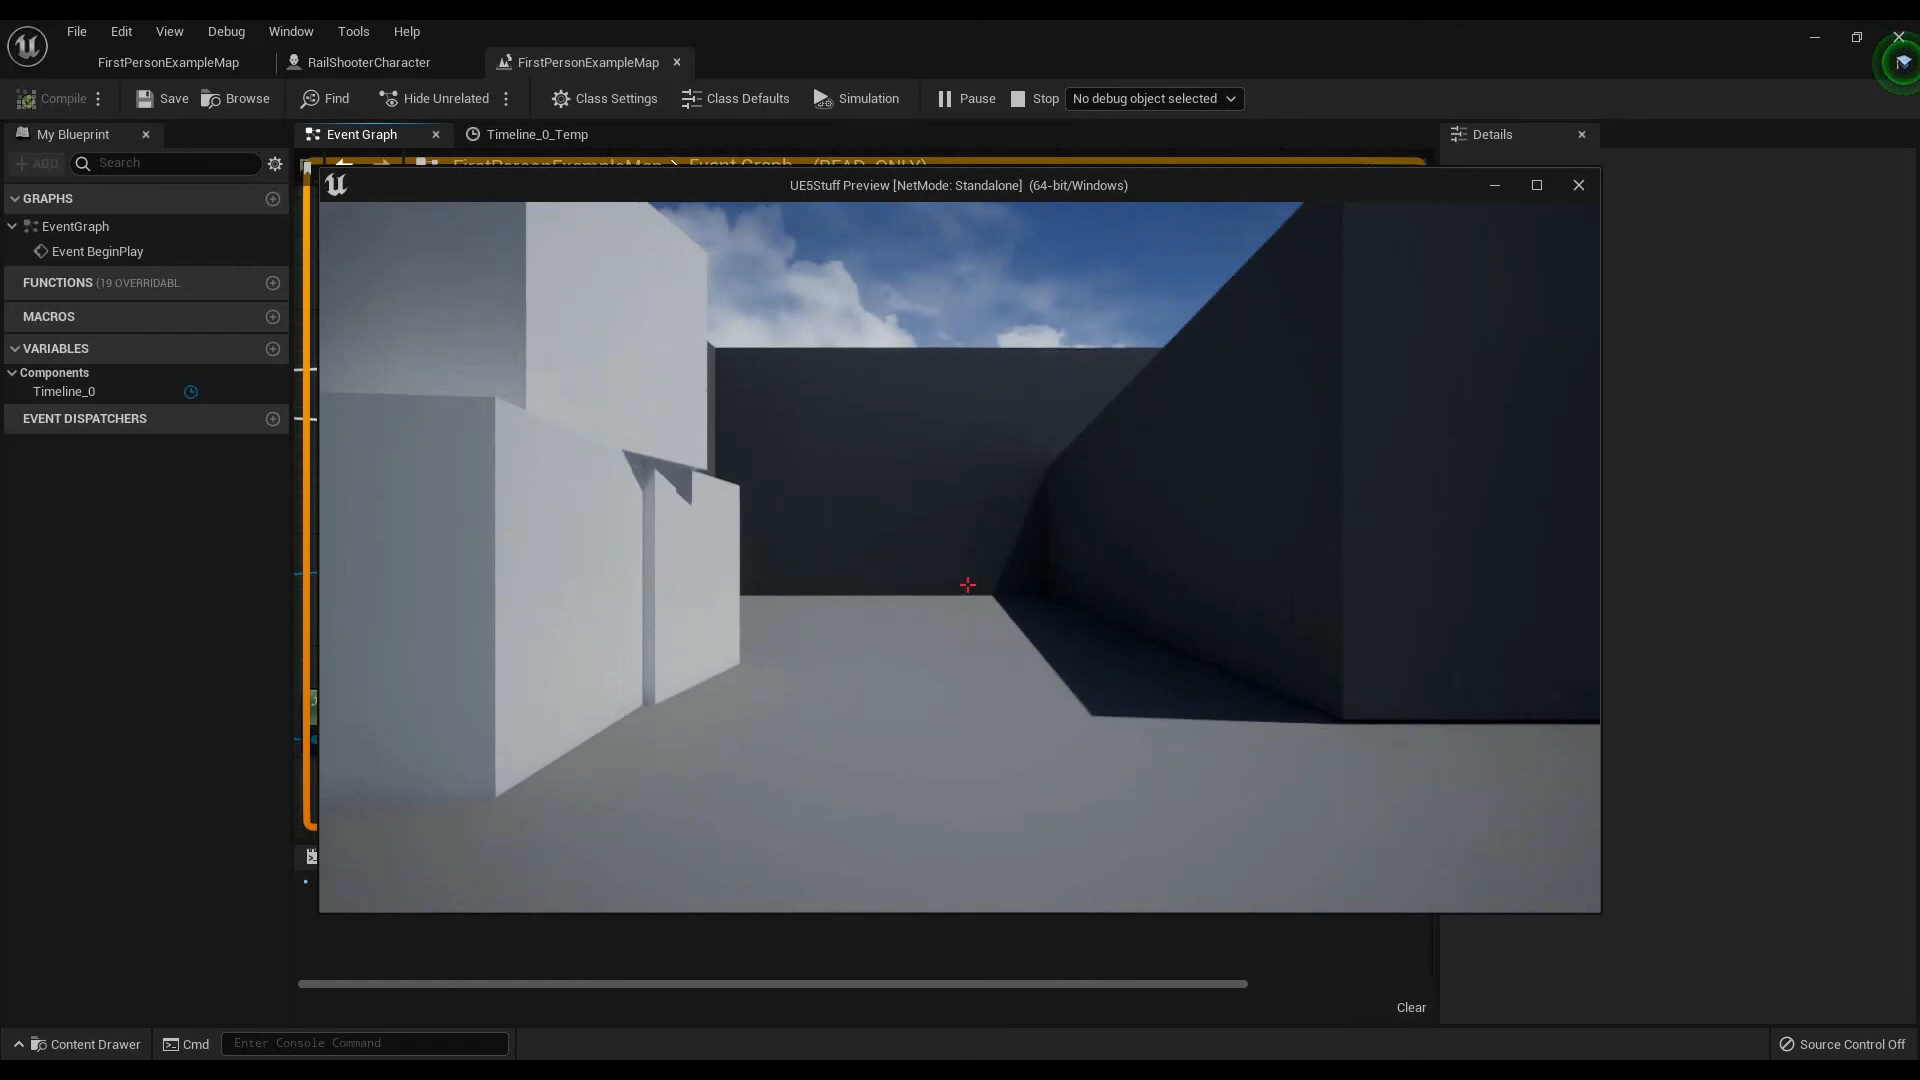 File Edit View Debug Window Tools Help
FirstPersonExampleMap RailShooterCharacter FirstPersonExampleMap
Compile Save Browse Find Hide Unrelated Class Settings Class Defaults Simulation Pause Stop No debug object selected
My Blueprint Event Graph Timeline_0_Temp Details
ADD Search FirstPersonExampleMap > Event Graph (READ-ONLY)
UE5Stuff Preview [NetMode: Standalone] (64-bit/Windows)
GRAPHS
EventGraph
Event BeginPlay
FUNCTIONS (19 OVERRIDABL
MACROS
VARIABLES
Components
Timeline_0
EVENT DISPATCHERS
Clear
Content Drawer Cmd Enter Console Command Source Control Off